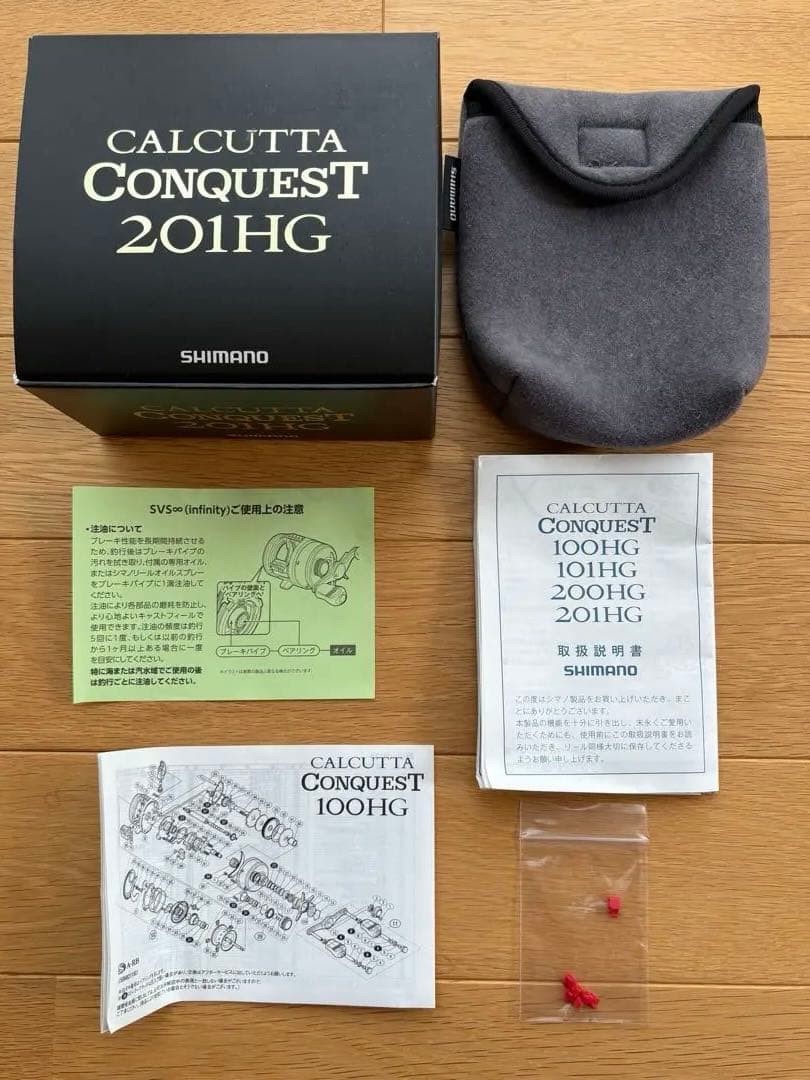 CALCUTTA
CONQUEST
201HG
SHIMANO
CALCUTTA
CONQUEST
201HG
SHIMANO
SHIMANO
SVS∞(infinity)ご使用上の注意
・注油について
ブレーキ性能を長期間持続させる
ため、釣行後はブレーキパイプの
汚れを拭き取り、付属の専用オイル、
またはシマノリールオイルスプレー
をブレーキパイプに1滴注油してく
ださい。
注油により各部品の磨耗を防止し、
より心地よいキャストフィールで
使用できます。注油の頻度は釣行
5回に1度、もしくは以前の釣行
から1ヶ月以上ある場合に一度
を目安にしてください。
特に海または汽水域でご使用の後
は釣行ごとに注油してください。
パイプの壁面と
ベアリングへ
ブレーキパイプ
ベアリング
オイル
CALCUTTA
CONQUEST
100HG
101HG
200HG
201HG
取扱説明書
SHIMANO
この度はシマノ製品をお買い上げいただき、まこ
とにありがとうございます。
本製品の機能を十分に引き出し、末永くご愛用い
ただくためにも、使用前にこの取扱説明書をお読
みいただき、リール同様大切に保存してくださる
ようお願い申し上げます。
CALCUTTA
CONQUEST
100HG
A-RB